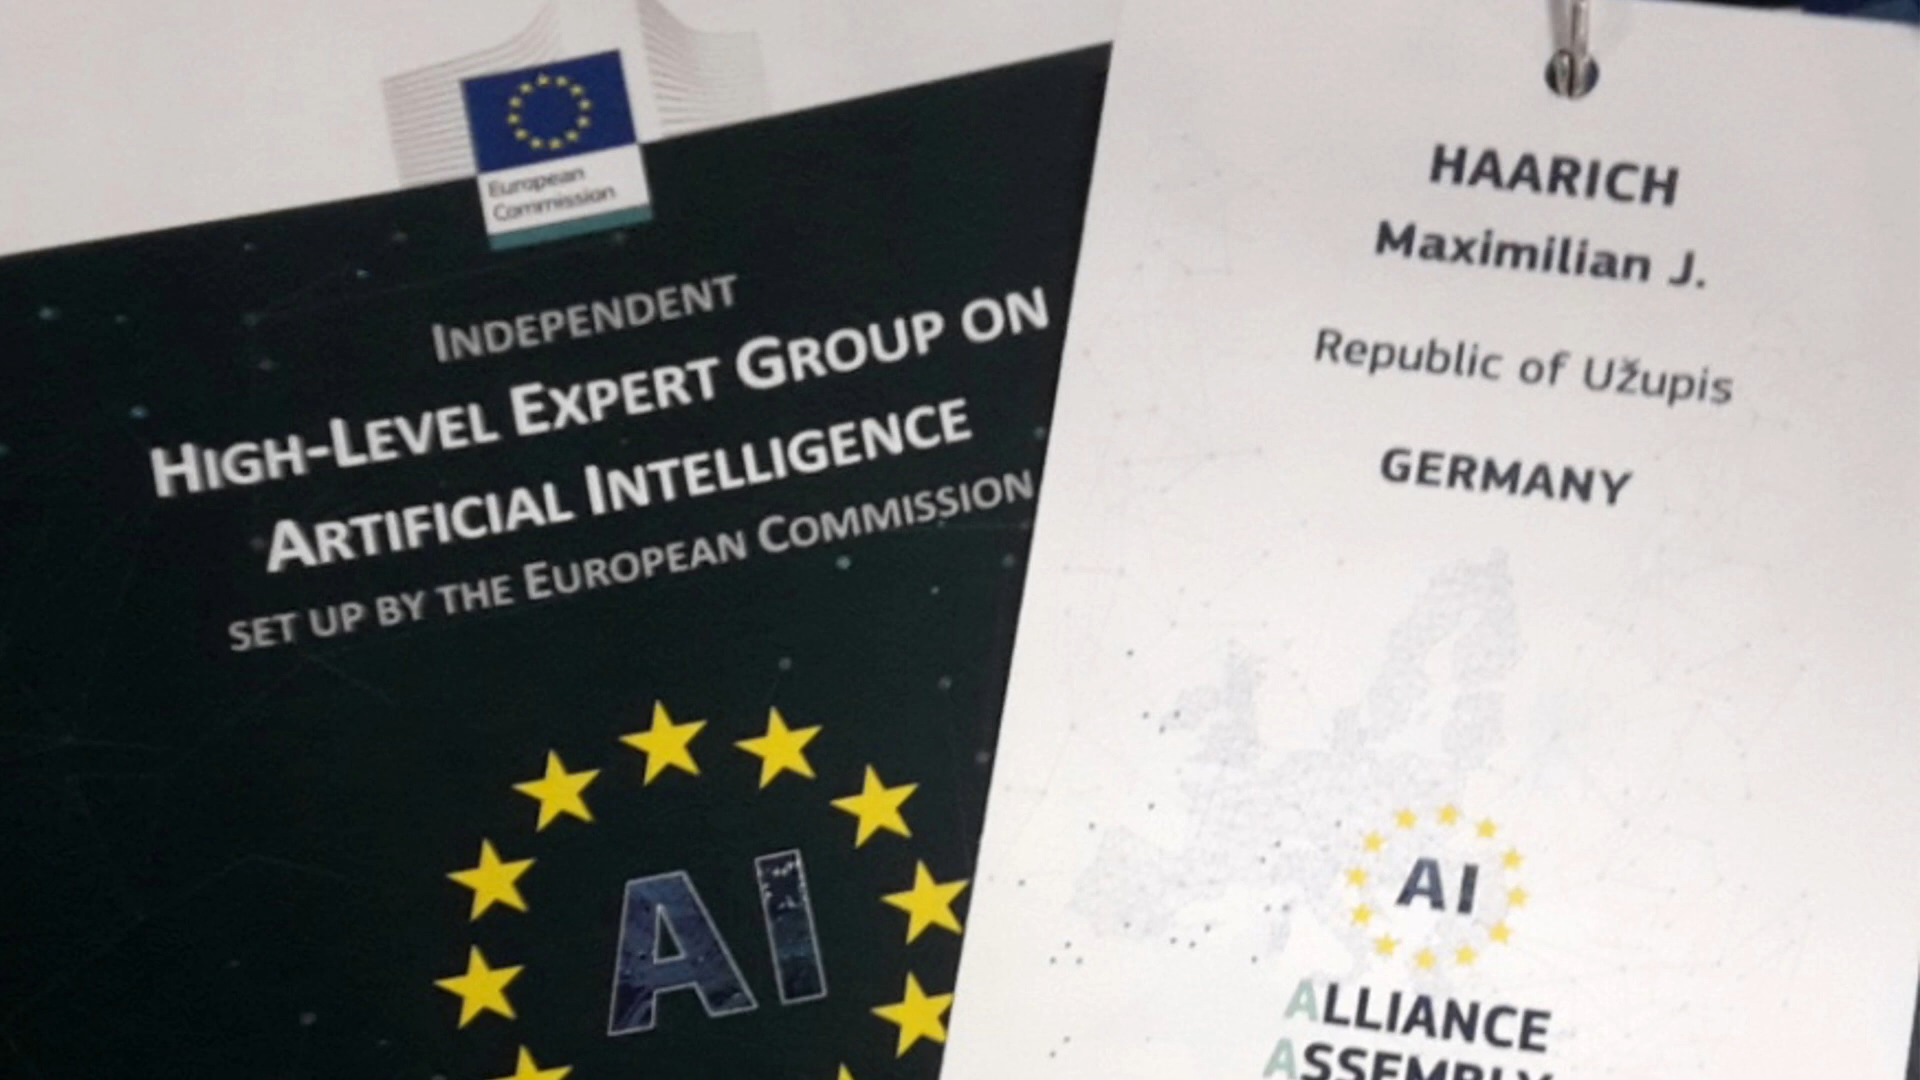 European
Commission
INDEPENDENT
HIGH-LEVEL EXPERT GROUP ON
ARTIFICIAL INTELLIGENCE
SET UP BY THE EUROPEAN COMMISSION
AI
HAARICH
Maximilian J.
Republic of Užupis
GERMANY
AI
ALLIANCE
ASSEMBLY